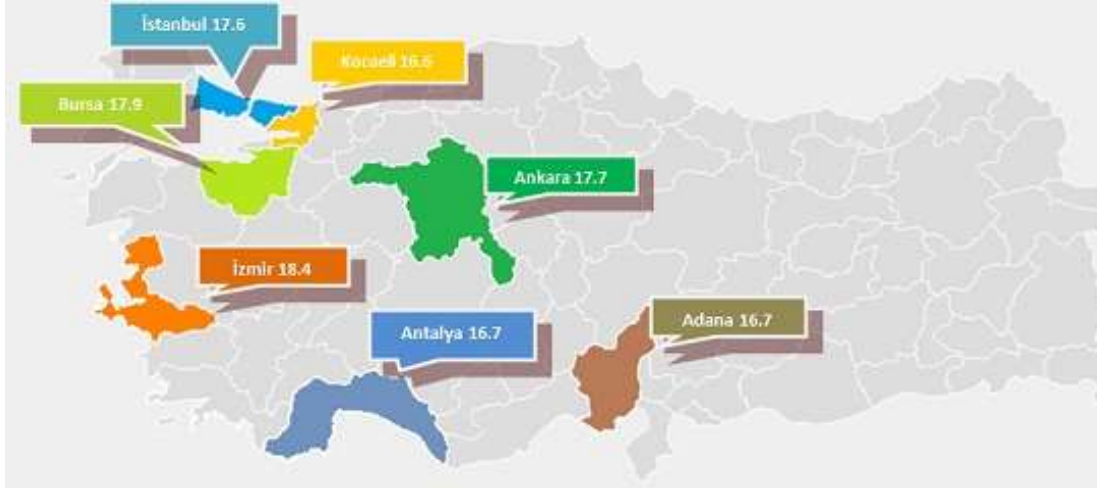 İstanbul 17.6
Kocaeli 16.6
Bursa 17.9
Ankara 17.7
İzmir 18.4
Antalya 16.7
Adana 16.7